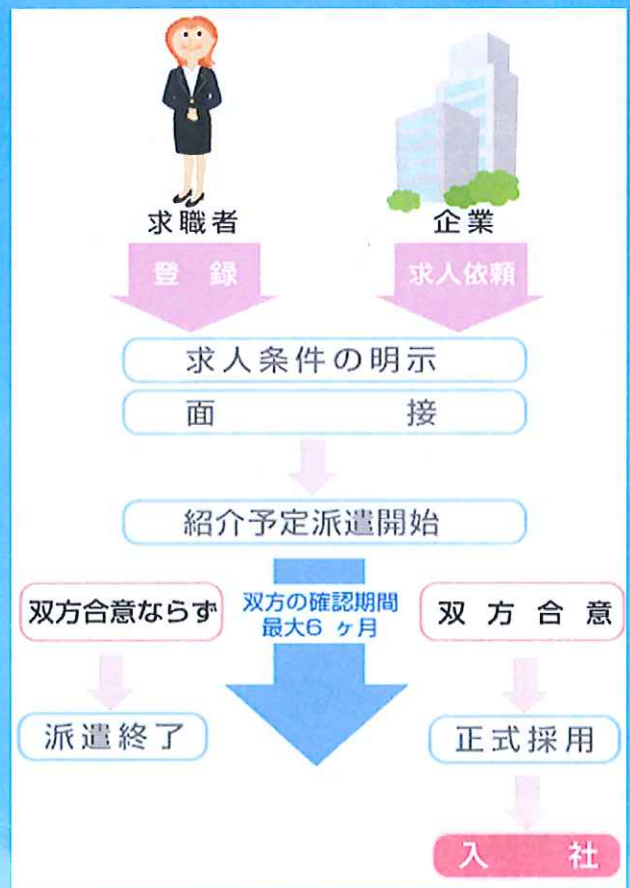 求職者
企業
登録
求人依頼
求人条件の明示
面接
紹介予定派遣開始
双方合意ならず
双方の確認期間
最大6ヶ月
双方合意
派遣終了
正式採用
入社